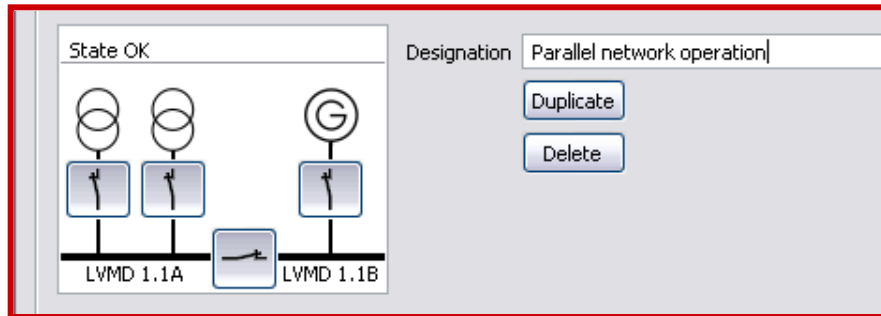 State OK
Designation Parallel network operation
Duplicate
Delete
G
LVMD 1.1A LVMD 1.1B